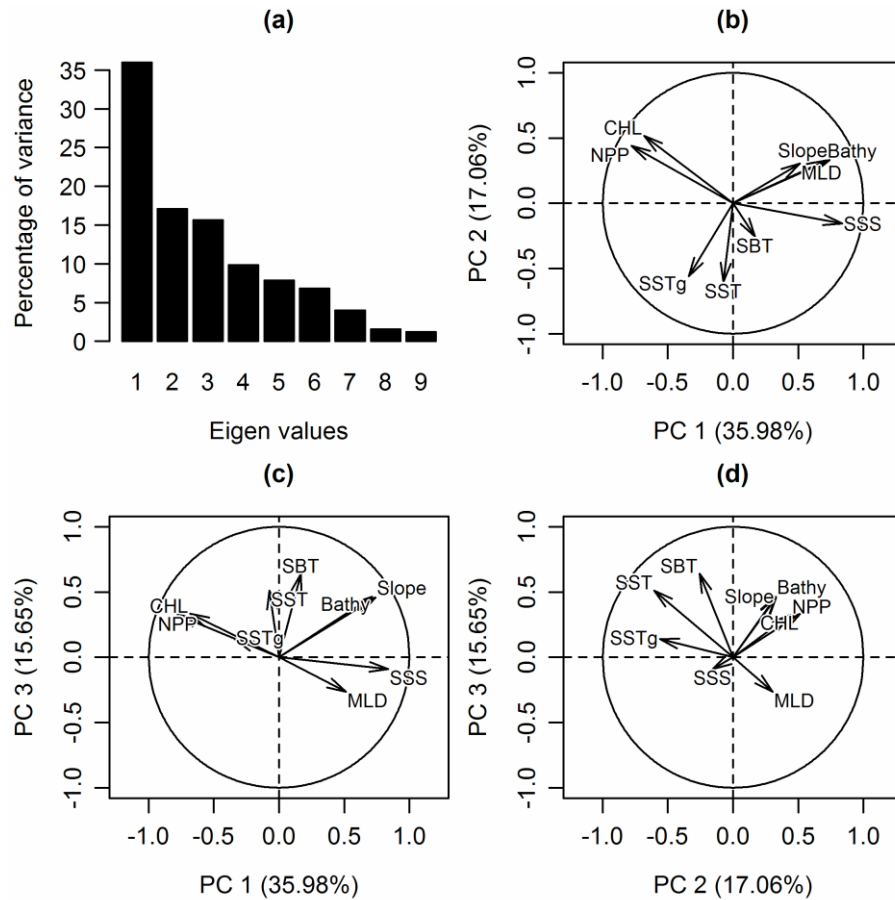 (a)
Percentage of variance
35
30
25
20
15
10
5
0
1 2 3 4 5 6 7 8 9
Eigen values
(b)
PC 2 (17.06%)
1.0
0.5
0.0
-0.5
-1.0
CHL
NPP
SlopeBathy
MLD
SSS
SBT
SSTg
SST
-1.0 -0.5 0.0 0.5 1.0
PC 1 (35.98%)
(c)
PC 3 (15.65%)
1.0
0.5
0.0
-0.5
-1.0
SBT
SST
Slope
Bathy
CHL
NPP
SSTg
SSS
MLD
-1.0 -0.5 0.0 0.5 1.0
PC 1 (35.98%)
(d)
PC 3 (15.65%)
1.0
0.5
0.0
-0.5
-1.0
SBT
SST
Bathy
Slope
NPP
CHL
SSTg
SSS
MLD
-1.0 -0.5 0.0 0.5 1.0
PC 2 (17.06%)